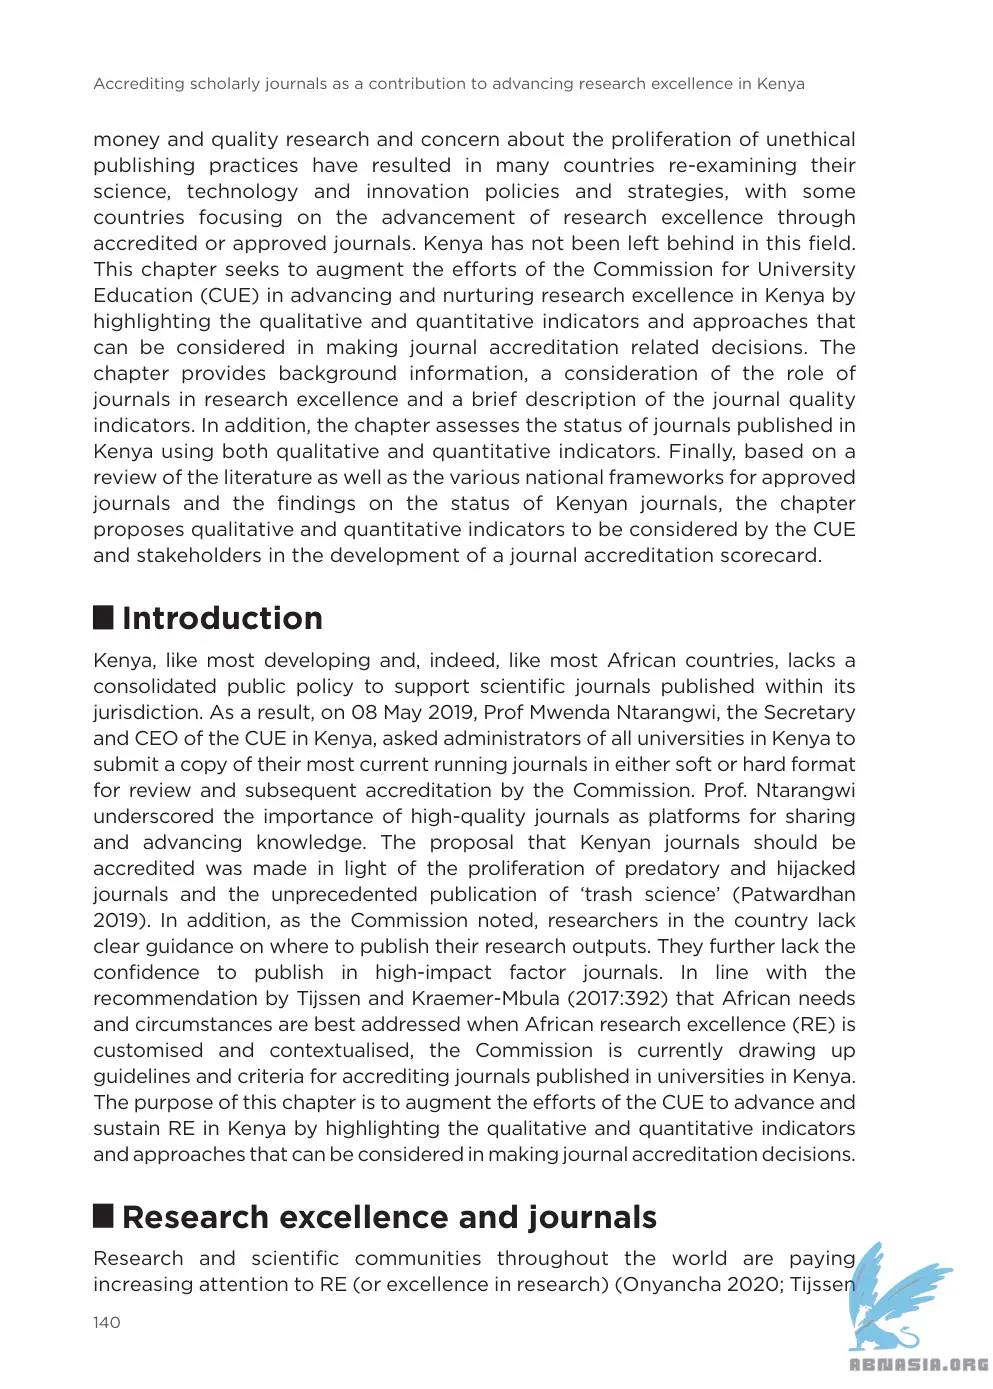 Accrediting scholarly journals as a contribution to advancing research excellence in Kenya
money and quality research and concern about the proliferation of unethical
publishing practices have resulted in many countries re-examining their
science, technology and innovation policies and strategies, with some
countries focusing on the advancement of research excellence through
accredited or approved journals. Kenya has not been left behind in this field.
This chapter seeks to augment the efforts of the Commission for University
Education (CUE) in advancing and nurturing research excellence in Kenya by
highlighting the qualitative and quantitative indicators and approaches that
can be considered in making journal accreditation related decisions. The
chapter provides background information, a consideration of the role of
journals in research excellence and a brief description of the journal quality
indicators. In addition, the chapter assesses the status of journals published in
Kenya using both qualitative and quantitative indicators. Finally, based on a
review of the literature as well as the various national frameworks for approved
journals and the findings on the status of Kenyan journals, the chapter
proposes qualitative and quantitative indicators to be considered by the CUE
and stakeholders in the development of a journal accreditation scorecard.
Introduction
Kenya, like most developing and, indeed, like most African countries, lacks a
consolidated public policy to support scientific journals published within its
jurisdiction. As a result, on 08 May 2019, Prof Mwenda Ntarangwi, the Secretary
and CEO of the CUE in Kenya, asked administrators of all universities in Kenya to
submit a copy of their most current running journals in either soft or hard format
for review and subsequent accreditation by the Commission. Prof. Ntarangwi
underscored the importance of high-quality journals as platforms for sharing
and advancing knowledge. The proposal that Kenyan journals should be
accredited was made in light of the proliferation of predatory and hijacked
journals and the unprecedented publication of ‘trash science’ (Patwardhan
2019). In addition, as the Commission noted, researchers in the country lack
clear guidance on where to publish their research outputs. They further lack the
confidence to publish in high-impact factor journals. In line with the
recommendation by Tijssen and Kraemer-Mbula (2017:392) that African needs
and circumstances are best addressed when African research excellence (RE) is
customised and contextualised, the Commission is currently drawing up
guidelines and criteria for accrediting journals published in universities in Kenya.
The purpose of this chapter is to augment the efforts of the CUE to advance and
sustain RE in Kenya by highlighting the qualitative and quantitative indicators
and approaches that can be considered in making journal accreditation decisions.
Research excellence and journals
Research and scientific communities throughout the world are paying
increasing attention to RE (or excellence in research) (Onyancha 2020; Tijssen
140
ABNASIA.ORG